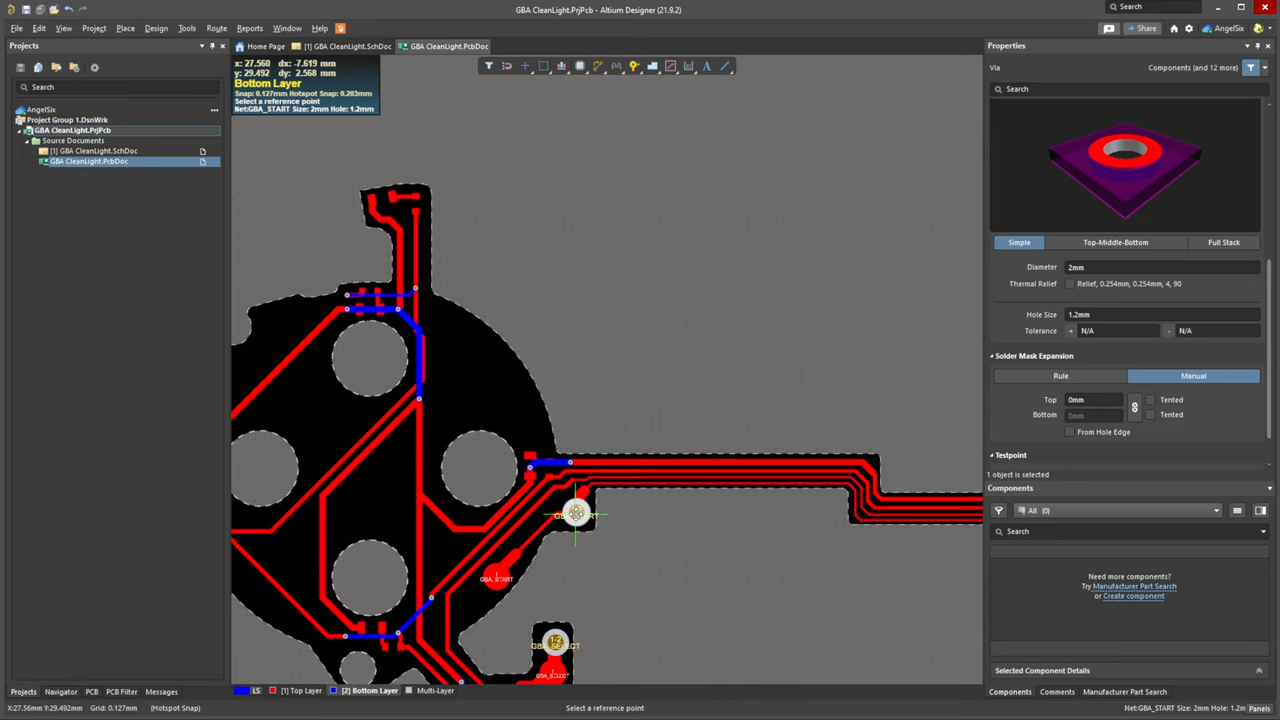 GBA CleanLight.PrjPcb - Altium Designer (21.9.2)
Search
File Edit View Project Place Design Tools Route Reports Window Help
Share
AngelSix
Projects
Home Page
[1] GBA CleanLight.SchDoc
GBA CleanLight.PcbDoc
Properties
x: 27.560 dx: -7.619 mm
y: 29.492 dy: 2.568 mm
Bottom Layer
Snap: 0.127mm Hotspot Snap: 0.203mm
Select a reference point
Net:GBA_START Size: 2mm Hole: 1.2mm
Via
Components (and 12 more)
Search
Search
AngelSix
Project Group 1.DsnWrk
GBA CleanLight.PrjPcb
Source Documents
[1] GBA CleanLight.SchDoc
GBA CleanLight.PcbDoc
Simple
Top-Middle-Bottom
Full Stack
Diameter
2mm
Thermal Relief
Relief, 0.254mm, 0.254mm, 4, 90
Hole Size
1.2mm
Tolerance
+ N/A
- N/A
Solder Mask Expansion
Rule
Manual
Top
0mm
Tented
Bottom
0mm
Tented
From Hole Edge
Testpoint
1 object is selected
Components
All (0)
Search
Need more components?
Try Manufacturer Part Search
or Create component
GBA_START
1
1-2
GBA_SELECT
1
GBA_SELECT
Selected Component Details
Projects
Navigator
PCB
PCB Filter
Messages
LS
[1] Top Layer
[2] Bottom Layer
Multi-Layer
Components
Comments
Manufacturer Part Search
X:27.56mm Y:29.492mm Grid: 0.127mm
(Hotspot Snap)
Select a reference point
Net:GBA_START Size: 2mm Hole: 1.2m
Panels